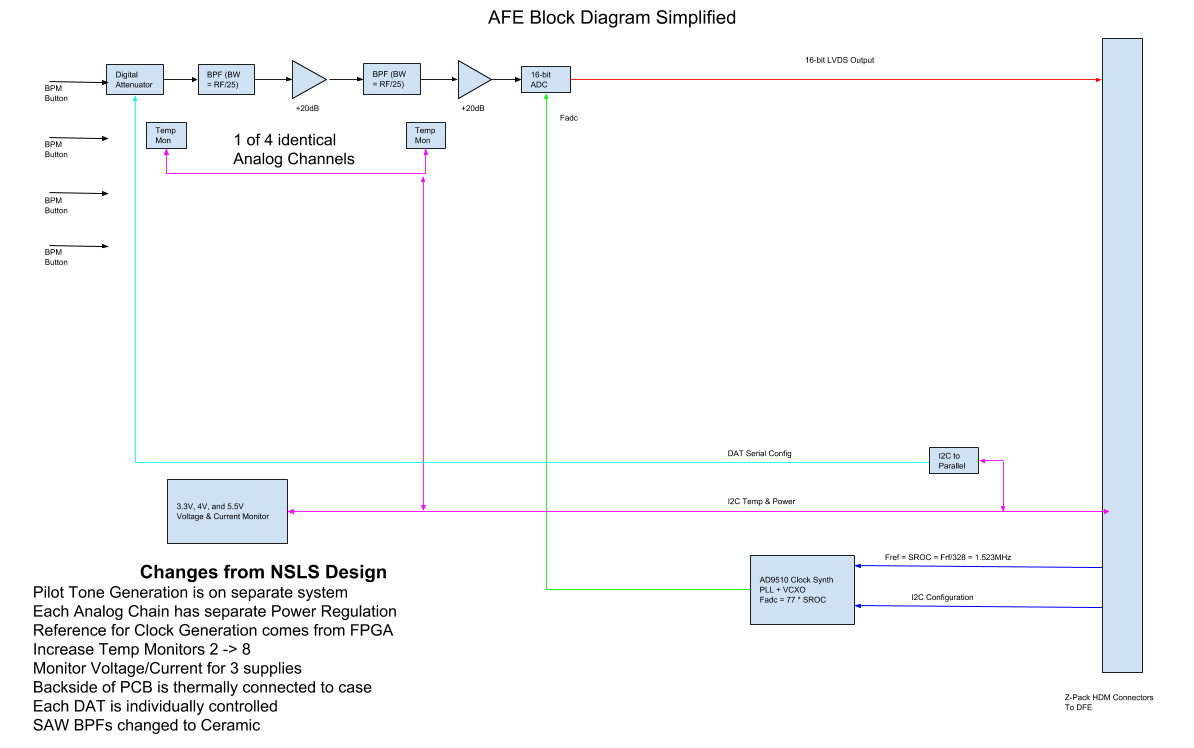 AFE Block Diagram Simplified
16-bit LVDS Output
Digital
Attenuator
BPF (BW
= RF/25)
BPF (BW
= RF/25)
16-bit
ADC
BPM
Button
+20dB
+20dB
Fadc
Temp
Mon
Temp
Mon
1 of 4 identical
Analog Channels
BPM
Button
BPM
Button
BPM
Button
DAT Serial Config
I2C to
Parallel
I2C Temp & Power
3.3V, 4V, and 5.5V
Voltage & Current Monitor
Fref = SROC = Frf/328 = 1.523MHz
AD9510 Clock Synth
PLL + VCXO
Fadc = 77 * SROC
I2C Configuration
Changes from NSLS Design
Pilot Tone Generation is on separate system
Each Analog Chain has separate Power Regulation
Reference for Clock Generation comes from FPGA
Increase Temp Monitors 2 -> 8
Monitor Voltage/Current for 3 supplies
Backside of PCB is thermally connected to case
Each DAT is individually controlled
SAW BPFs changed to Ceramic
Z-Pack HDM Connectors
To DFE